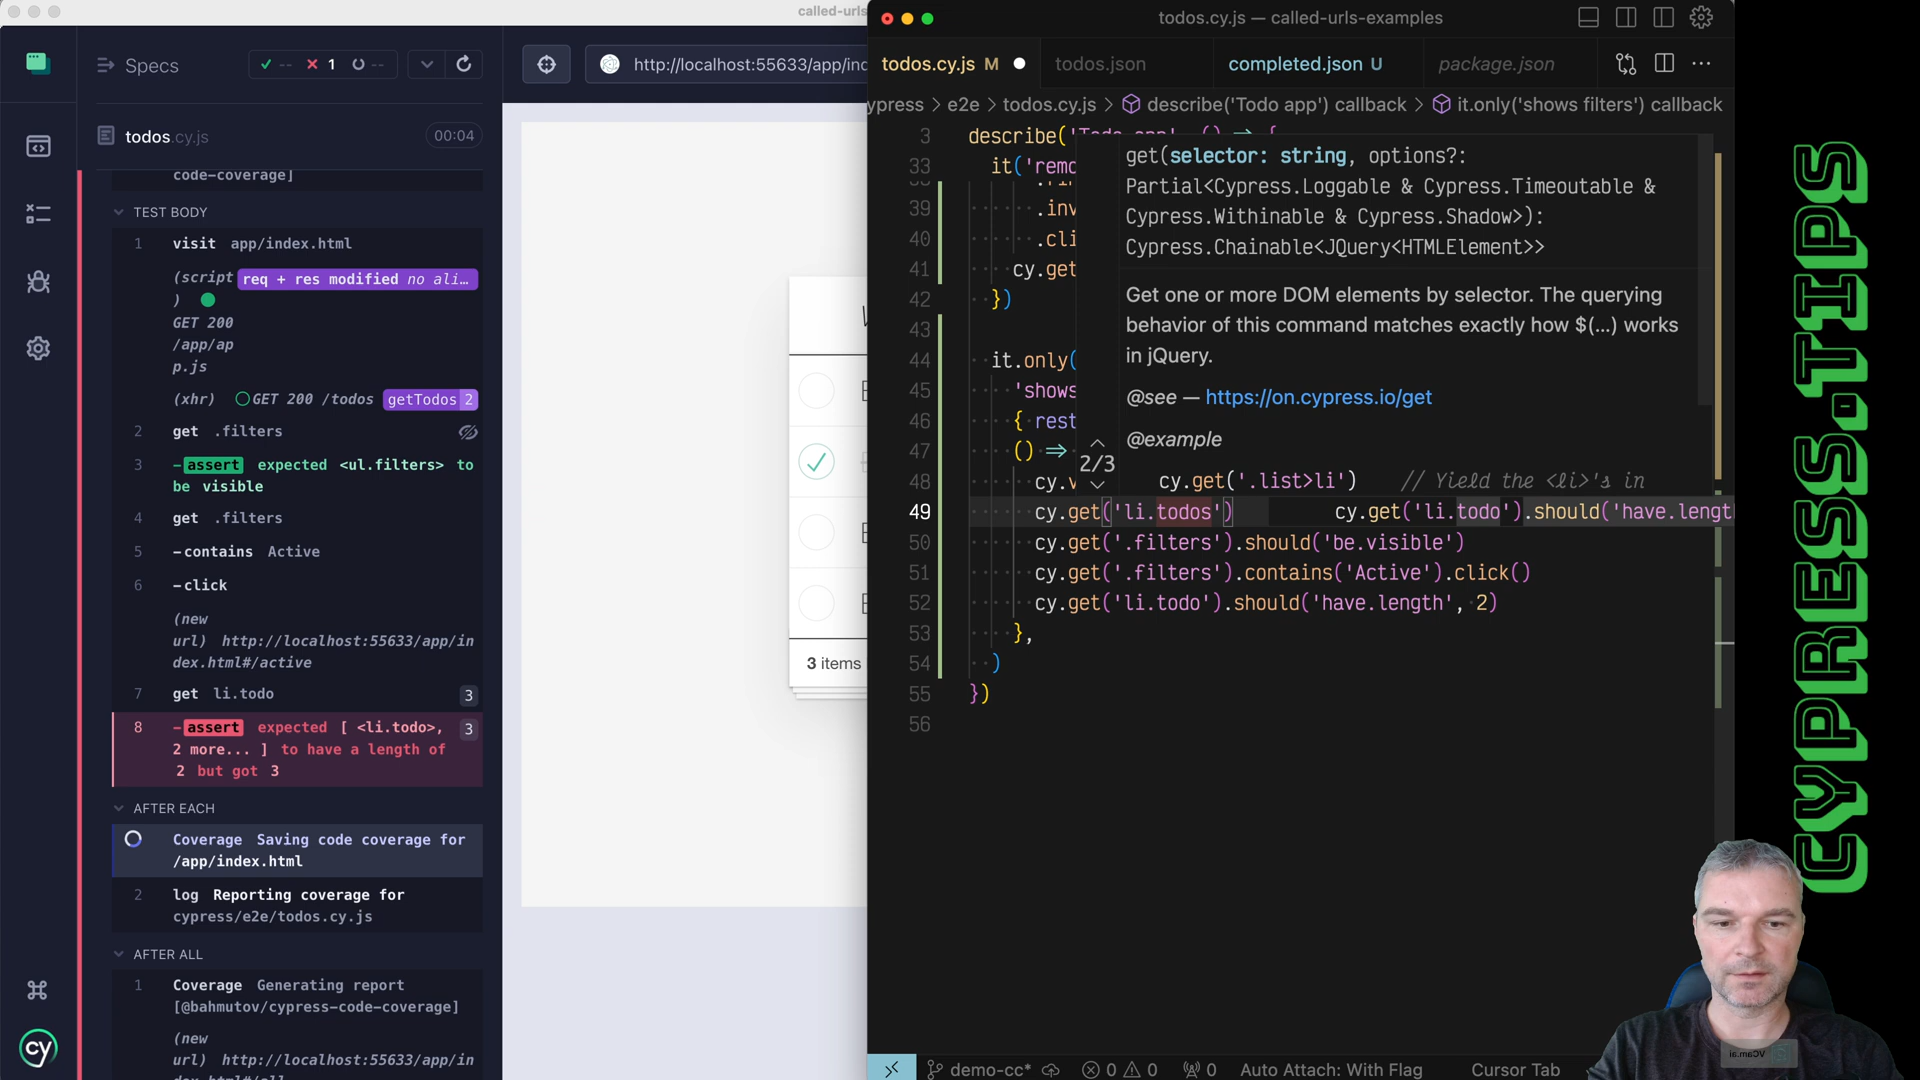 called-urls
Specs
✓ -- ✕ 1 --
todos.cy.js
00:04
code-coverage]
TEST BODY
1 visit app/index.html
(script req + res modified no ali…
)
GET 200
/app/ap
p.js
(xhr) GET 200 /todos getTodos 2
2 get .filters
3 -assert expected <ul.filters> to
be visible
4 get .filters
5 -contains Active
6 -click
(new
url) http://localhost:55633/app/in
dex.html#/active
7 get li.todo 3
8 -assert expected [ <li.todo>, 3
2 more... ] to have a length of
2 but got 3
AFTER EACH
Coverage Saving code coverage for
/app/index.html
2 log Reporting coverage for
cypress/e2e/todos.cy.js
AFTER ALL
1 Coverage Generating report
[@bahmutov/cypress-code-coverage]
(new
url) http://localhost:55633/app/in
cy
http://localhost:55633/app/ind
3 items
todos.cy.js — called-urls-examples
todos.cy.js M
todos.json
completed.json U
package.json
ypress > e2e > todos.cy.js > describe('Todo app') callback > it.only('shows filters') callback
3 describe('Todo app', () => {
33 it('remo
39 .inv
40 .cli
41 cy.get
42 })
43
44 it.only(
45 'shows
46 { rest
47 () =>
48 cy.v
49 cy.get('li.todos') cy.get('li.todo').should('have.lengt
50 cy.get('.filters').should('be.visible')
51 cy.get('.filters').contains('Active').click()
52 cy.get('li.todo').should('have.length', 2)
53 },
54 )
55 })
56
get(selector: string, options?:
Partial<Cypress.Loggable & Cypress.Timeoutable &
Cypress.Withinable & Cypress.Shadow>):
Cypress.Chainable<JQuery<HTMLElement>>
Get one or more DOM elements by selector. The querying
behavior of this command matches exactly how $(...) works
in jQuery.
@see — https://on.cypress.io/get
@example
2/3
cy.get('.list>li') // Yield the <li>'s in
demo-cc* 0 0 0 Auto Attach: With Flag Cursor Tab
CYPRESS.TIPS
VCam.ai